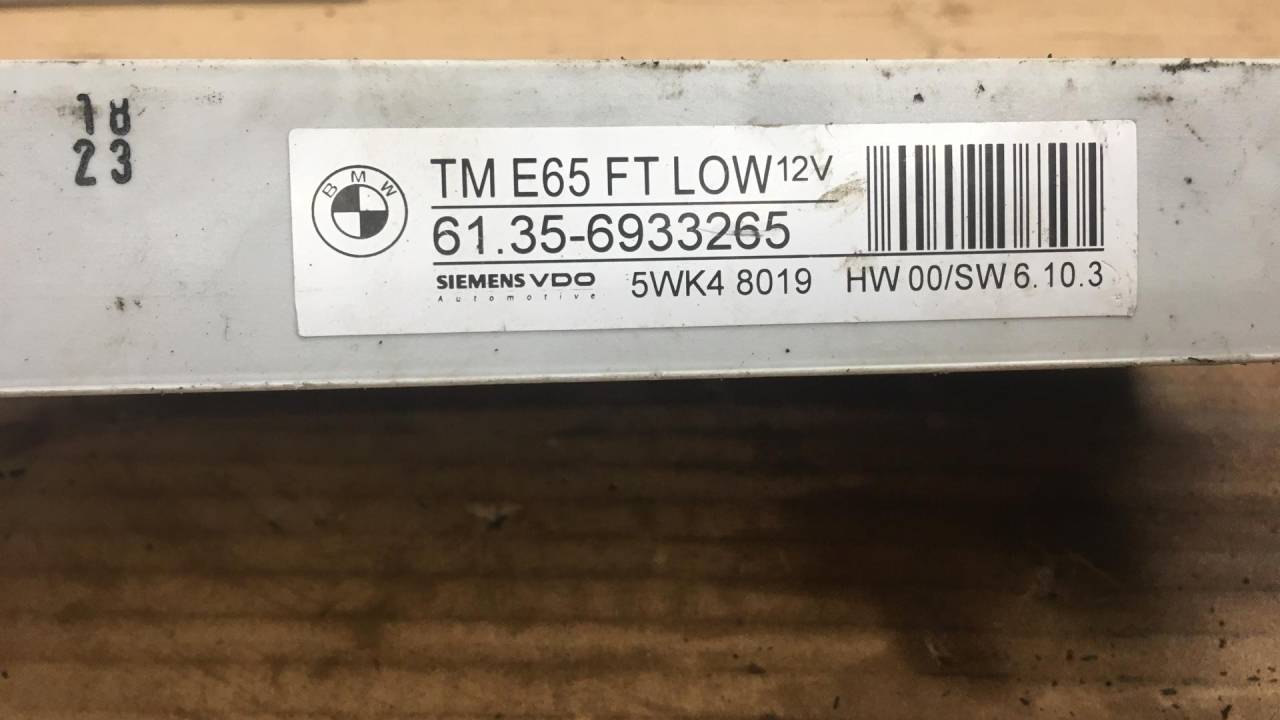 18
23
BMW
TM E65 FT LOW 12V
61.35-6933265
SIEMENS VDO
Automotive
5WK4 8019 HW 00/SW 6.10.3